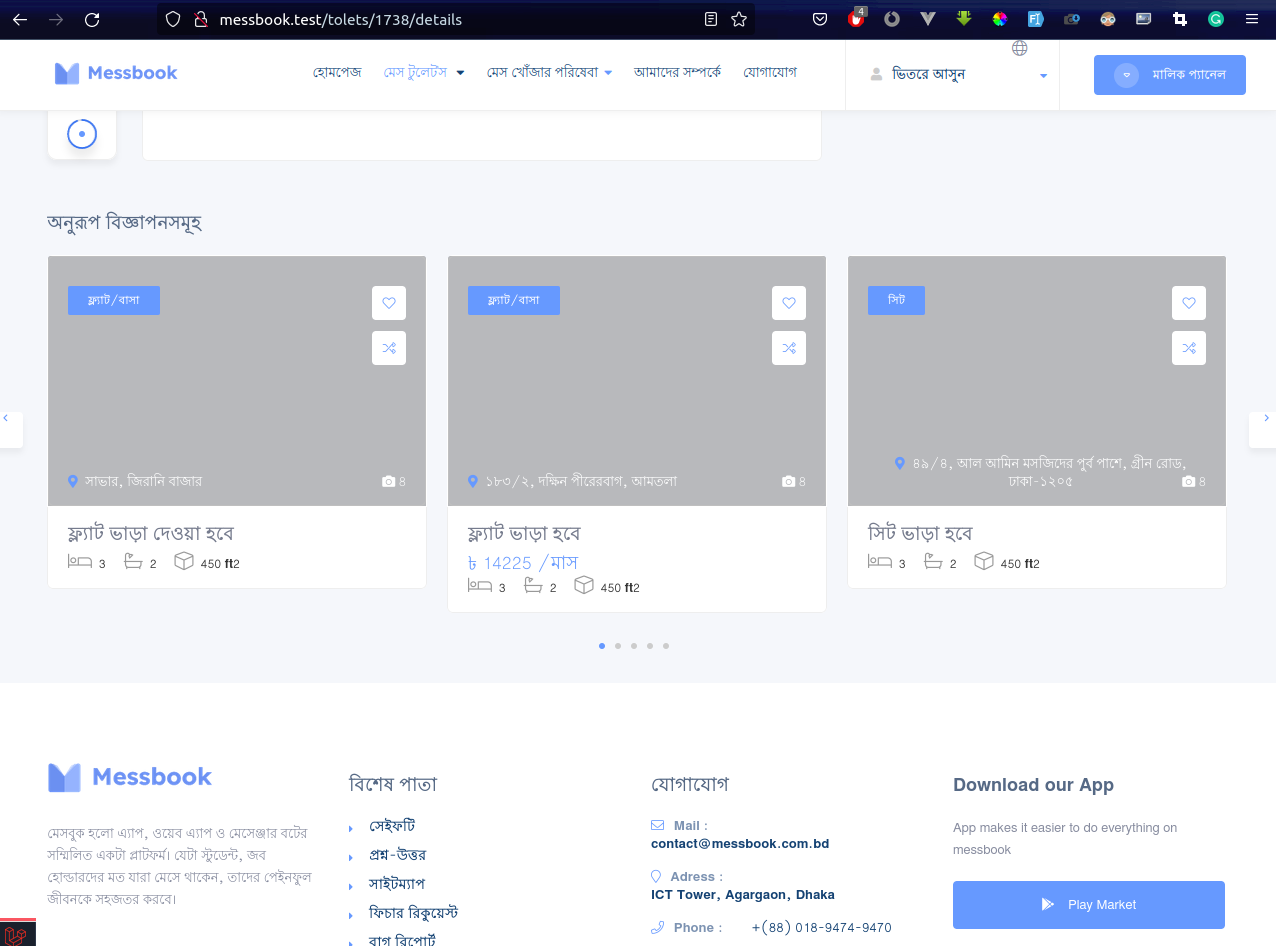 messbook.test/tolets/1738/details
4
Messbook
হোমপেজ
মেস টুলেটস
মেস খোঁজার পরিষেবা
আমাদের সম্পর্কে
যোগাযোগ
ভিতরে আসুন
মালিক প্যানেল
অনুরূপ বিজ্ঞাপনসমূহ
ফ্ল্যাট/বাসা
সাভার, জিরানি বাজার
8
ফ্ল্যাট ভাড়া দেওয়া হবে
3 2 450 ft2
ফ্ল্যাট/বাসা
১৮৩/২, দক্ষিন পীরেরবাগ, আমতলা
8
ফ্ল্যাট ভাড়া হবে
৳ 14225 /মাস
3 2 450 ft2
সিট
৪৯/৪, আল আমিন মসজিদের পুর্ব পাশে, গ্রীন রোড,
ঢাকা-১২০৫
8
সিট ভাড়া হবে
3 2 450 ft2
Messbook
মেসবুক হলো এ্যাপ, ওয়েব এ্যাপ ও মেসেঞ্জার বটের
সম্মিলিত একটা প্লাটফর্ম। যেটা স্টুডেন্ট, জব
হোল্ডারদের মত যারা মেসে থাকেন, তাদের পেইনফুল
জীবনকে সহজতর করবে।
বিশেষ পাতা
সেইফটি
প্রশ্ন-উত্তর
সাইটম্যাপ
ফিচার রিকুয়েস্ট
বাগ রিপোর্ট
যোগাযোগ
Mail :
contact@messbook.com.bd
Adress :
ICT Tower, Agargaon, Dhaka
Phone : +(88) 018-9474-9470
Download our App
App makes it easier to do everything on
messbook
Play Market